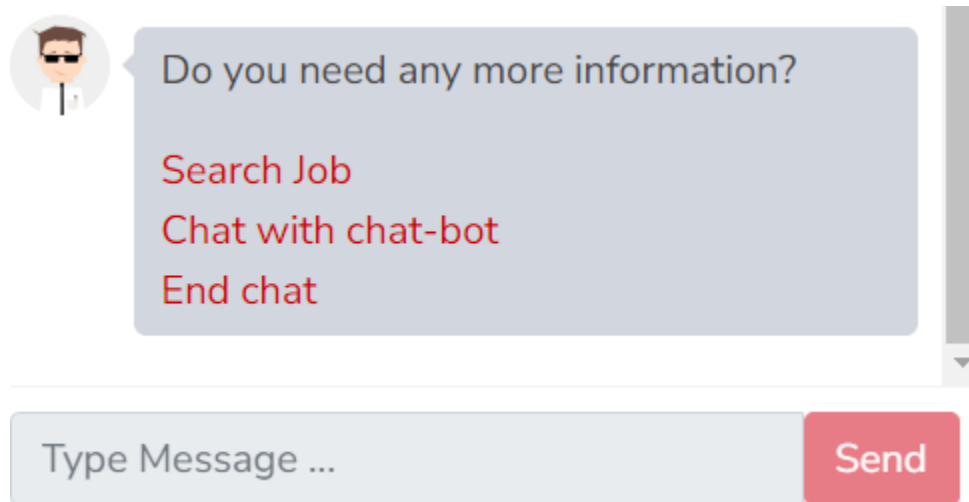 Do you need any more information?
Search Job
Chat with chat-bot
End chat
Type Message ...
Send